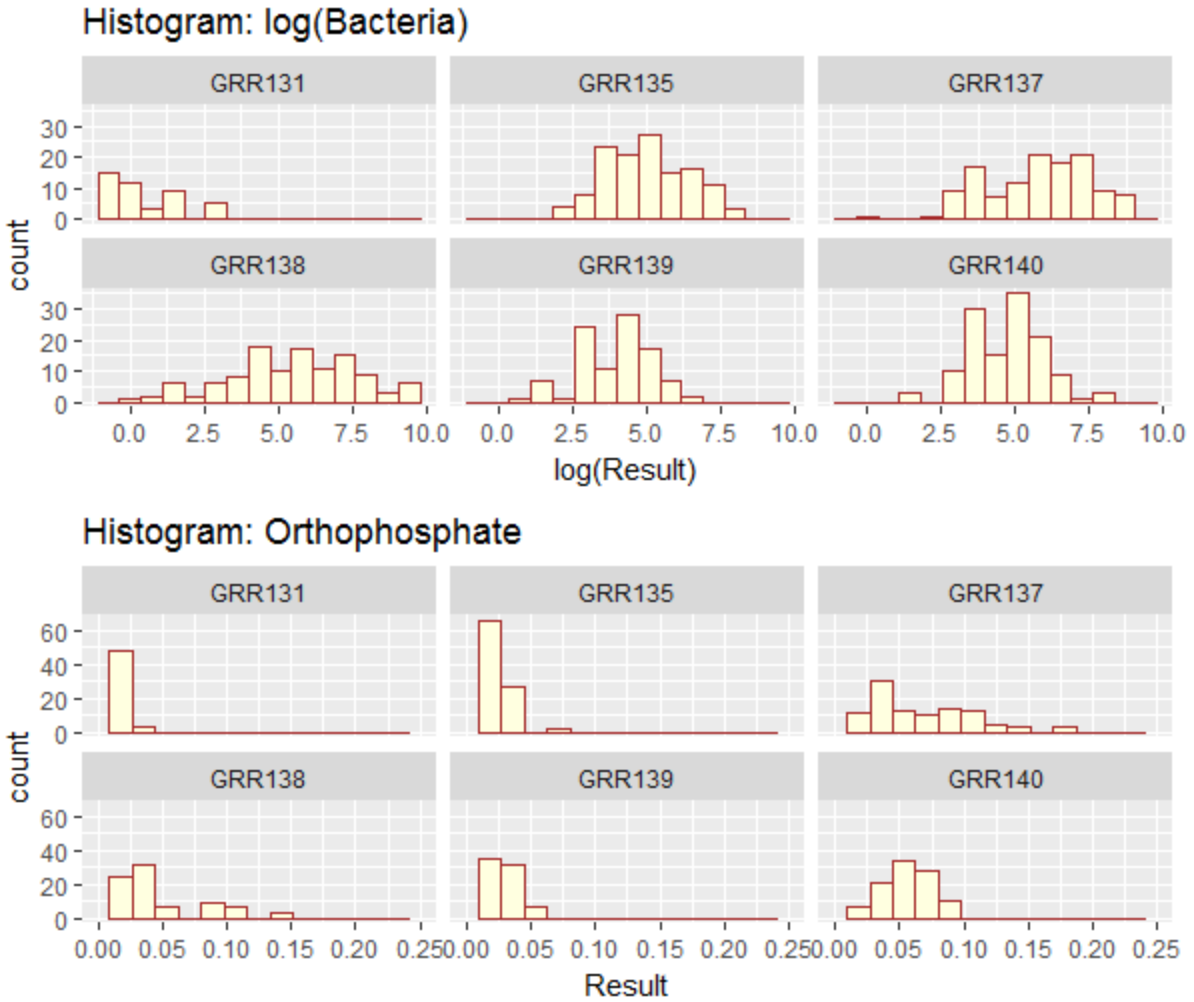 Histogram: log(Bacteria)
GRR131 GRR135 GRR137
30
20
10
0
GRR138 GRR139 GRR140
30
20
10
0
count
0.0 2.5 5.0 7.5 10.0 0.0 2.5 5.0 7.5 10.0 0.0 2.5 5.0 7.5 10.0
log(Result)
Histogram: Orthophosphate
GRR131 GRR135 GRR137
60
40
20
0
GRR138 GRR139 GRR140
60
40
20
0
count
0.00 0.05 0.10 0.15 0.20 0.25 0.00 0.05 0.10 0.15 0.20 0.25 0.00 0.05 0.10 0.15 0.20 0.25
Result